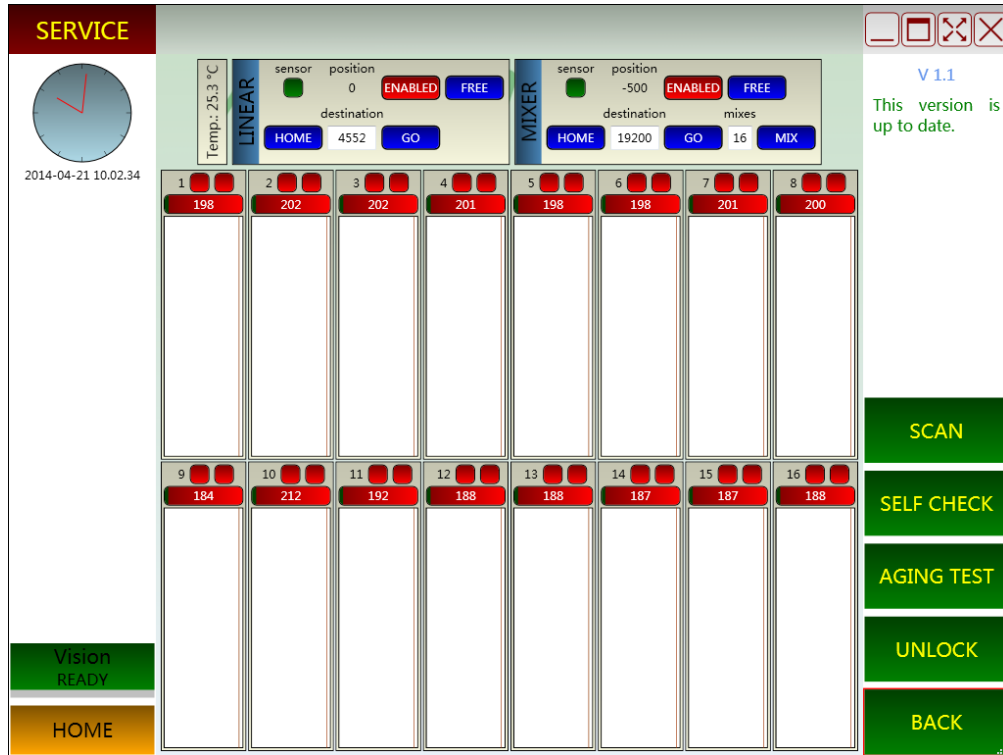 SERVICE
2014-04-21 10.02.34
Temp.: 25.3 °C
LINEAR
sensor position
0 ENABLED FREE
destination
HOME 4552 GO
MIXER
sensor position
-500 ENABLED FREE
destination mixes
HOME 19200 GO 16 MIX
V 1.1
This version is
up to date.
1 2 3 4 5 6 7 8
198 202 202 201 198 198 201 200
9 10 11 12 13 14 15 16
184 212 192 188 188 187 187 188
SCAN
SELF CHECK
AGING TEST
UNLOCK
BACK
Vision
READY
HOME